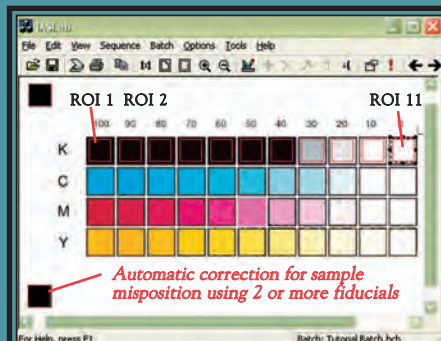 File Edit View Sequence Batch Options Tools Help
ROI 1 ROI 2 ROI 11
100 90 80 70 60 50 40 30 20 10 0
K
C
M
Y
Automatic correction for sample
misposition using 2 or more fiducials
For Help, press F1 Batch: Tutorial Batch.bch